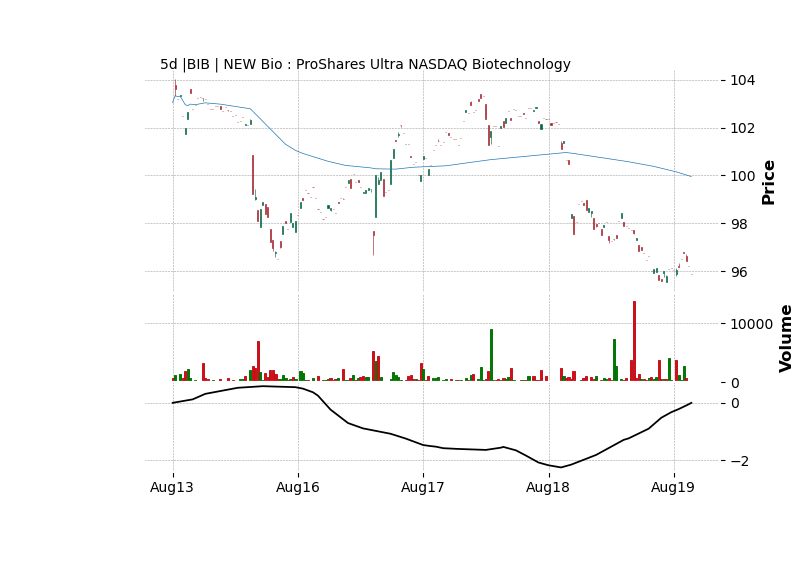 5d |BIB | NEW Bio : ProShares Ultra NASDAQ Biotechnology
104
102
100
98
96
Price
10000
0
Volume
0
−2
Aug13 Aug16 Aug17 Aug18 Aug19